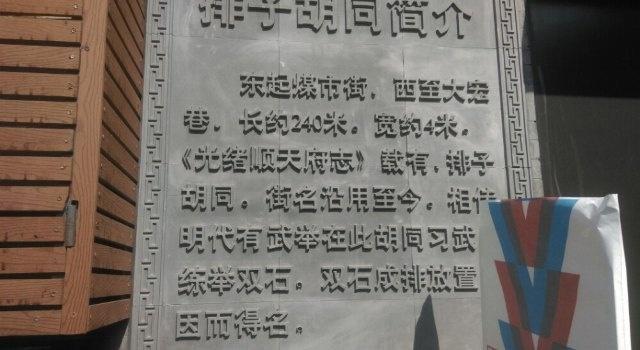 排子胡同简介
东起煤市街，西至大宏
巷，长约240米，宽约4米，
《光绪顺天府志》载有，排子
胡同。街名沿用至今，相传
明代有武举在此胡同习武
练举双石，双石成排放置
因而得名。